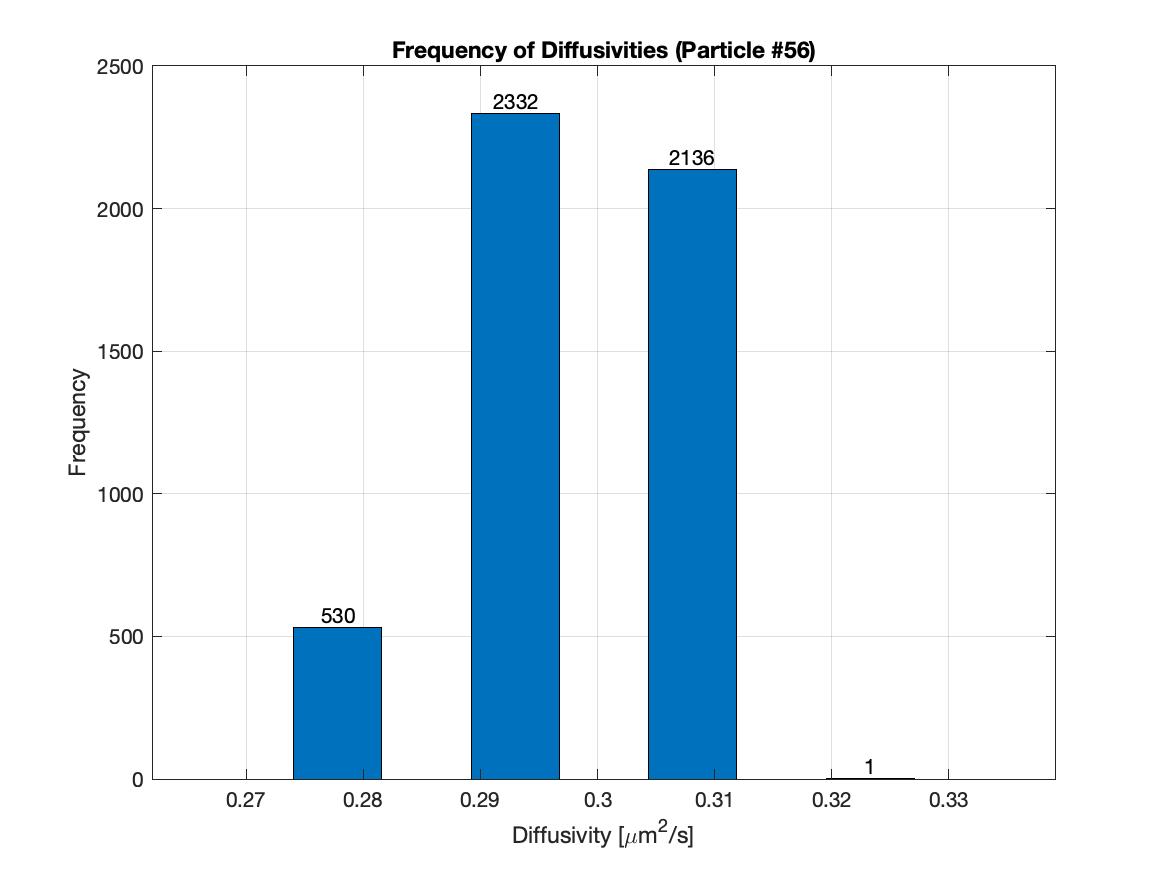 Frequency of Diffusivities (Particle #56)
2500
2000
1500
1000
500
0
Frequency
530
2332
2136
1
0.27 0.28 0.29 0.3 0.31 0.32 0.33
Diffusivity [μm²/s]